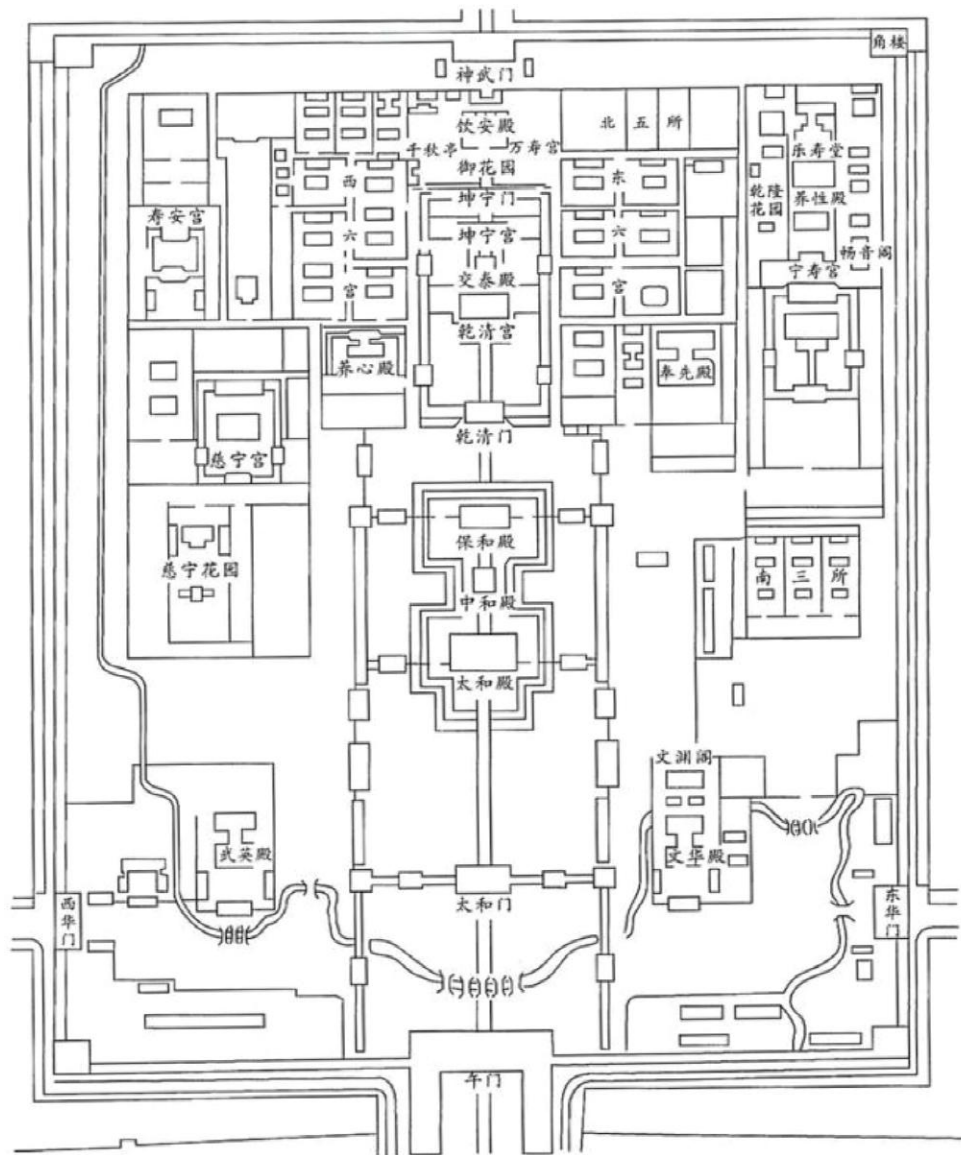 角楼
神武门
饮安殿
北五所
千秋亭
万寿宫
乐寿堂
御花园
西六宫
东六宫
乾隆花园
养性殿
坤宁门
寿安宫
坤宁宫
畅音阁
交泰殿
宁寿宫
乾清宫
养心殿
奉先殿
乾清门
慈宁宫
保和殿
慈宁花园
南三所
中和殿
太和殿
文渊阁
武英殿
文华殿
太和门
西华门
东华门
午门